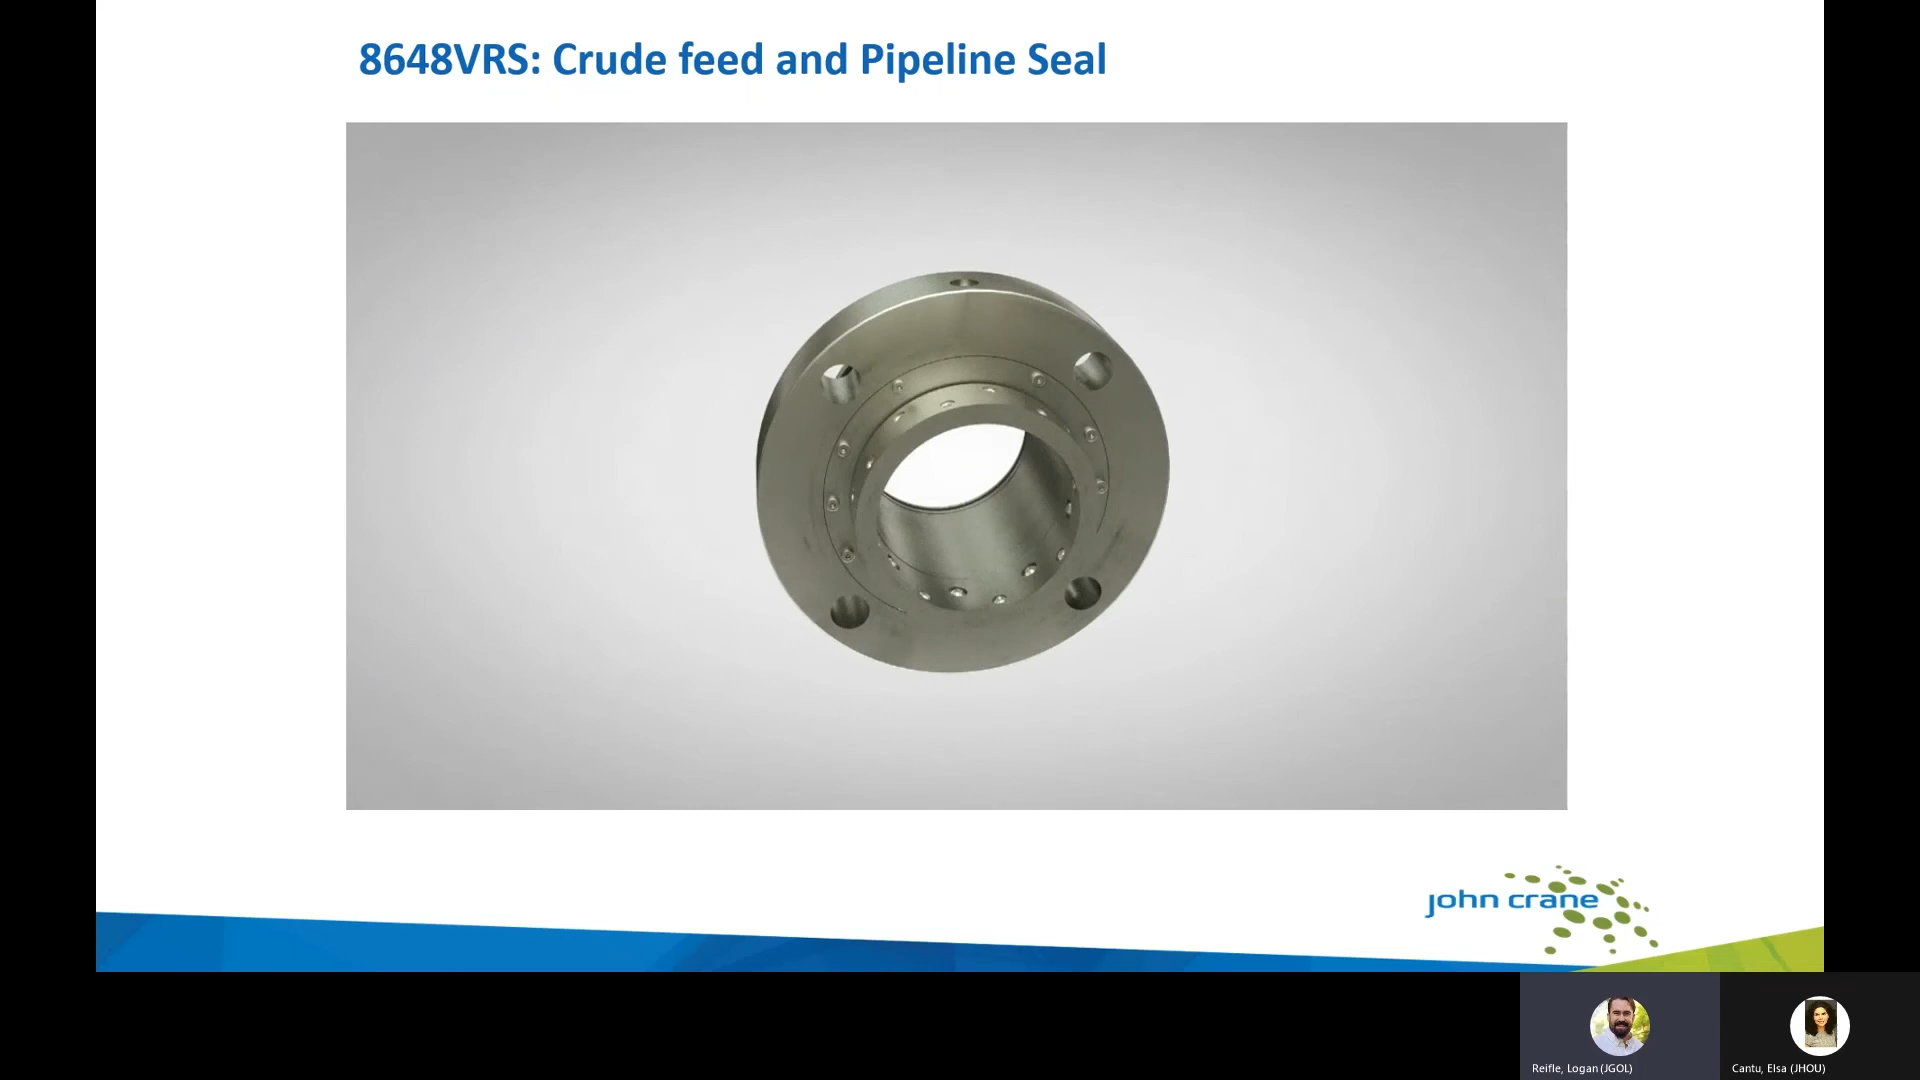 8648VRS: Crude feed and Pipeline Seal
john crane
Reifle, Logan (JGOL)
Cantu, Elsa (JHOU)